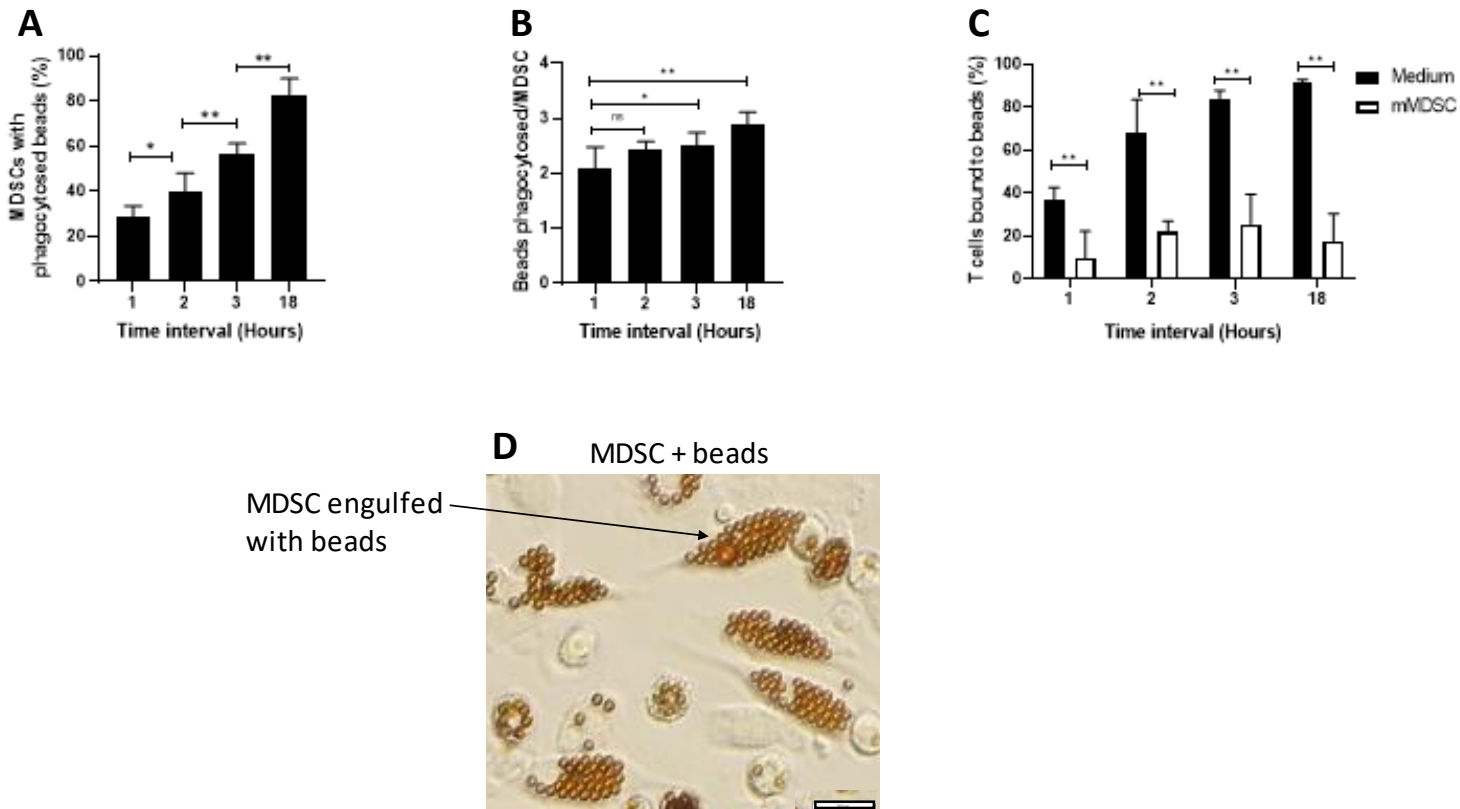 A
MDSCs with
phagocytosed beads (%)
100
80
60
40
20
0
*
**
**
1 2 3 18
Time interval (Hours)
B
Beads phagocytosed/MDSC
4
3
2
1
0
ns
*
**
1 2 3 18
Time interval (Hours)
C
T cells bound to beads (%)
100
80
60
40
20
0
**
**
**
**
1 2 3 18
Time interval (Hours)
Medium
mMDSC
D
MDSC + beads
MDSC engulfed
with beads